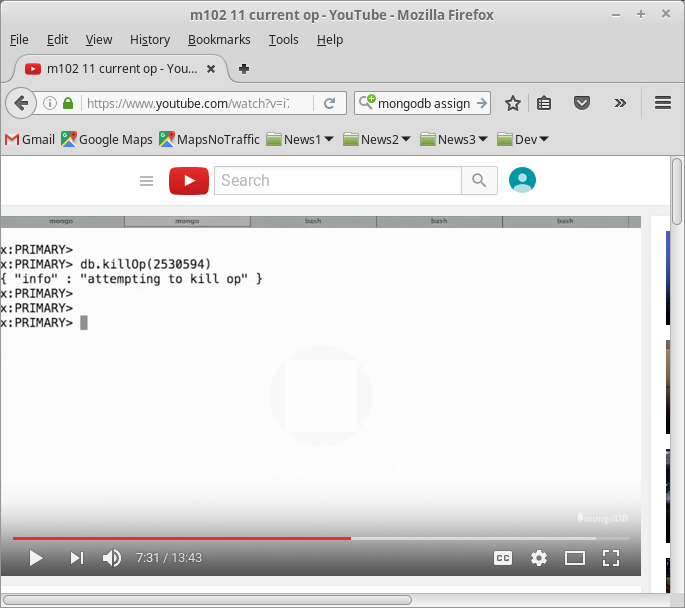 m102 11 current op - YouTube - Mozilla Firefox
File Edit View History Bookmarks Tools Help
m102 11 current op - You...
https://www.youtube.com/watch?v=i
mongodb assign
Gmail Google Maps MapsNoTraffic News1 News2 News3 Dev
Search
mongo mongo bash bash bash
x:PRIMARY>
x:PRIMARY> db.killOp(2530594)
{ "info" : "attempting to kill op" }
x:PRIMARY>
x:PRIMARY>
x:PRIMARY>
mongoDB
7:31 / 13:43
CC